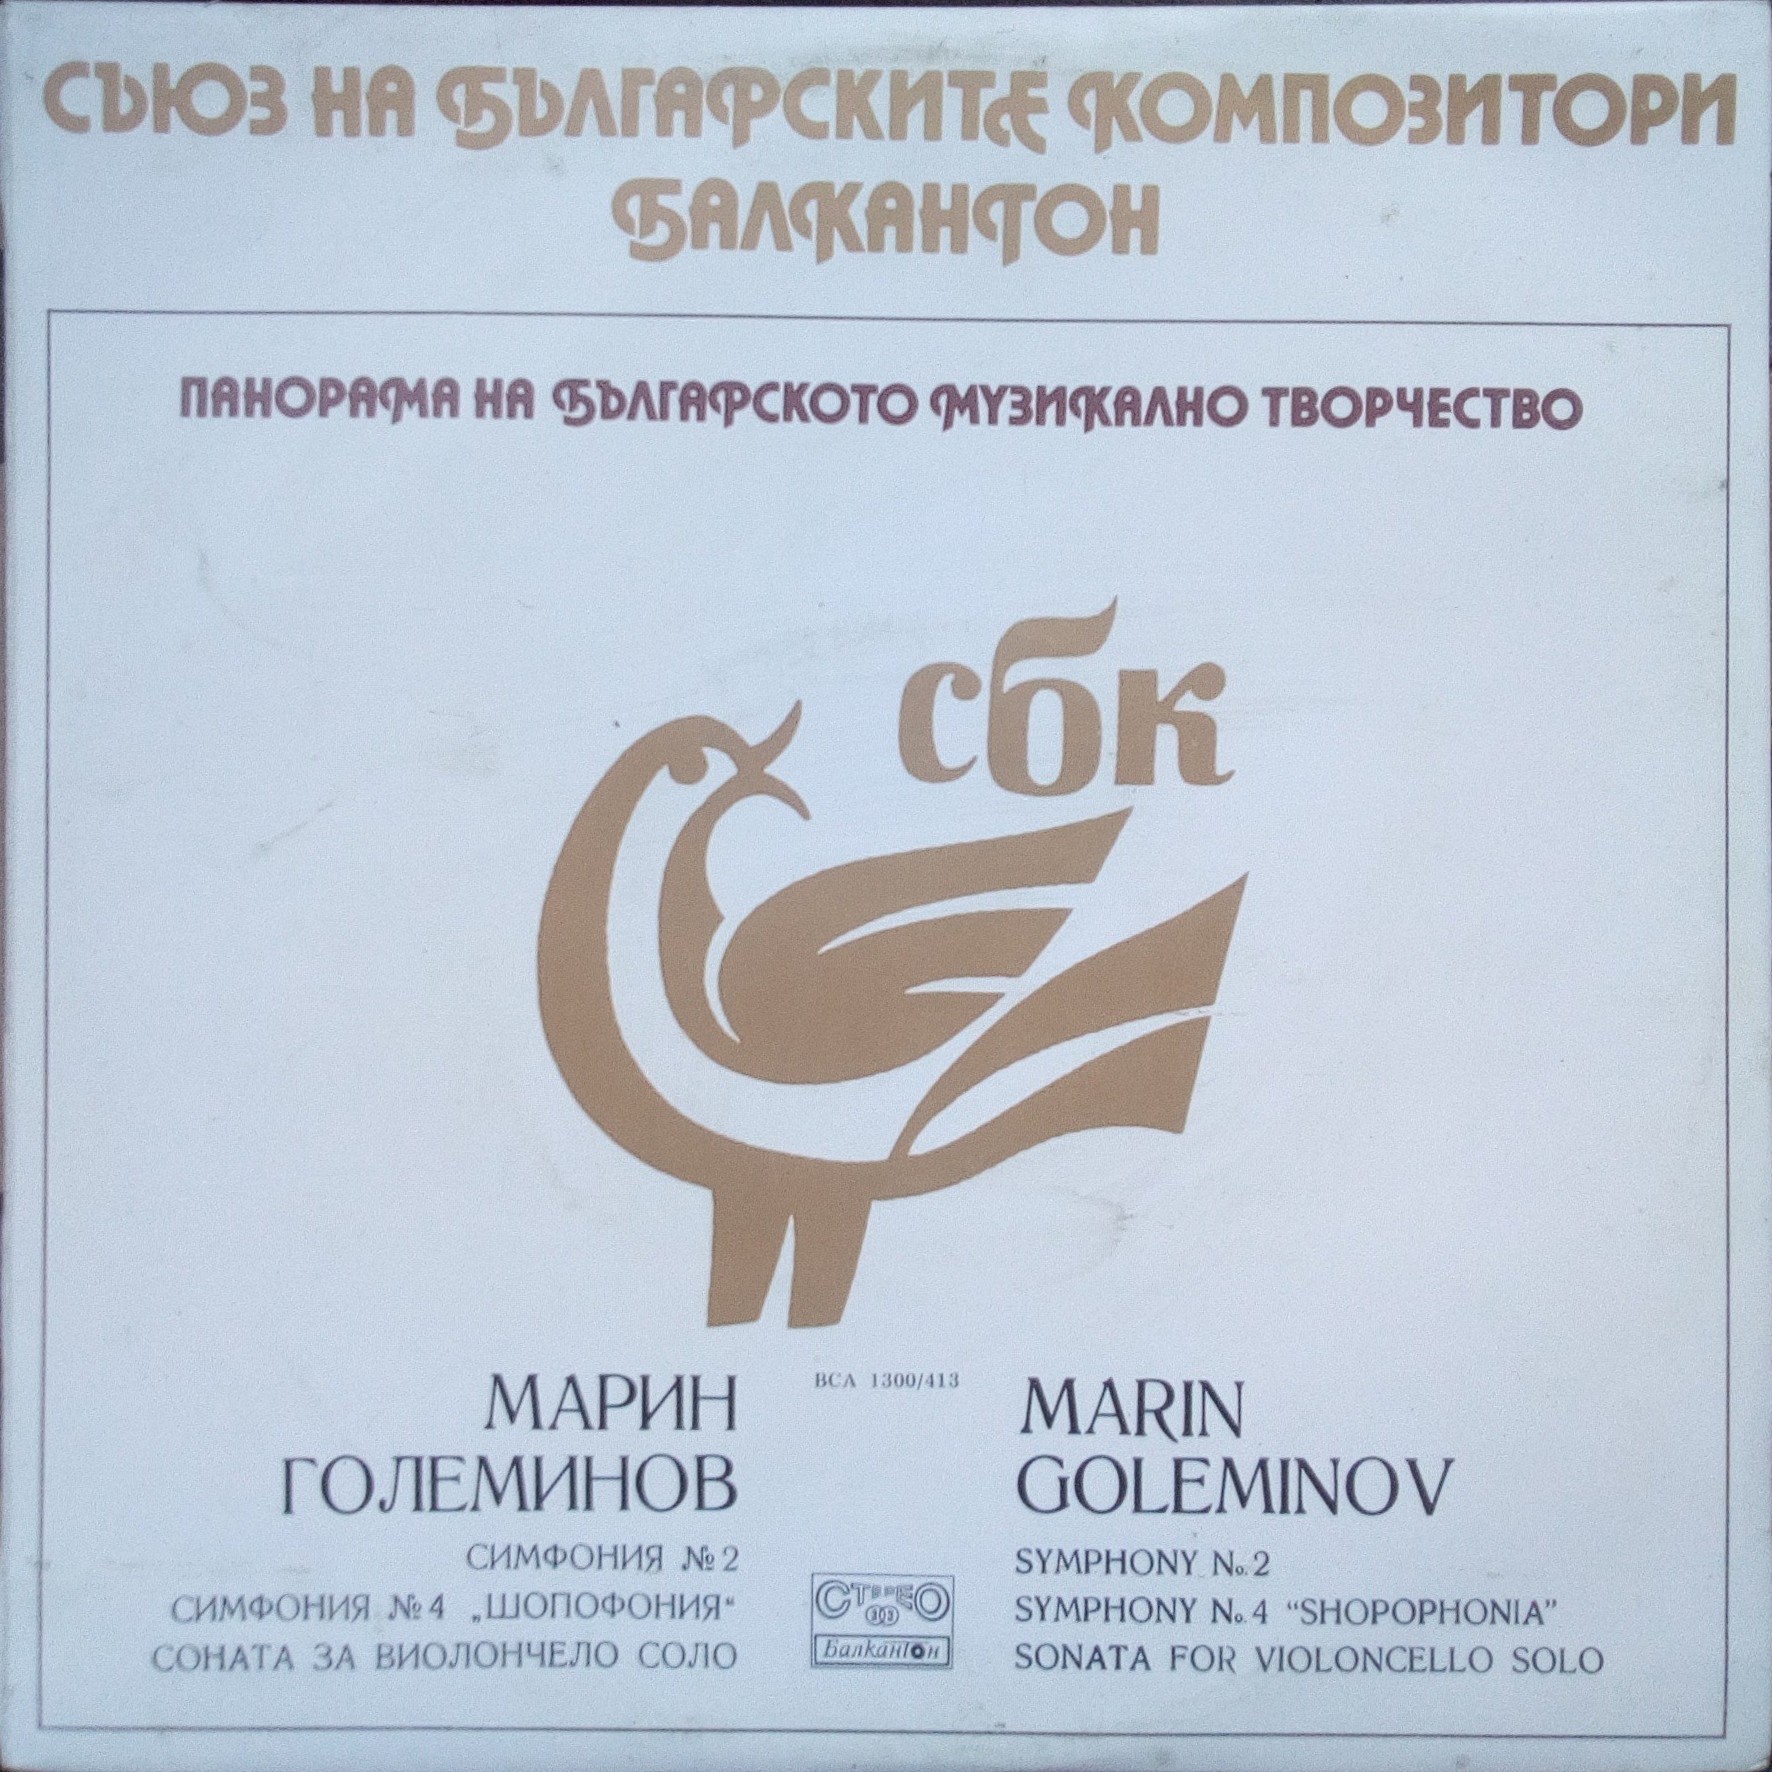 СЪЮЗ НА БЪЛГАРСКИТЕ КОМПОЗИТОРИ
БАЛКАНТОН
ПАНОРАМА НА БЪЛГАРСКОТО МУЗИКАЛНО ТВОРЧЕСТВО
сбк
ВСА 1300/413
МАРИН
ГОЛЕМИНОВ
СИМФОНИЯ №2
СИМФОНИЯ №4 „ШОПОФОНИЯ“
СОНАТА ЗА ВИОЛОНЧЕЛО СОЛО
СТЕРЕО
303
Балкантон
MARIN
GOLEMINOV
SYMPHONY No.2
SYMPHONY No.4 “SHOPOPHONIA”
SONATA FOR VIOLONCELLO SOLO